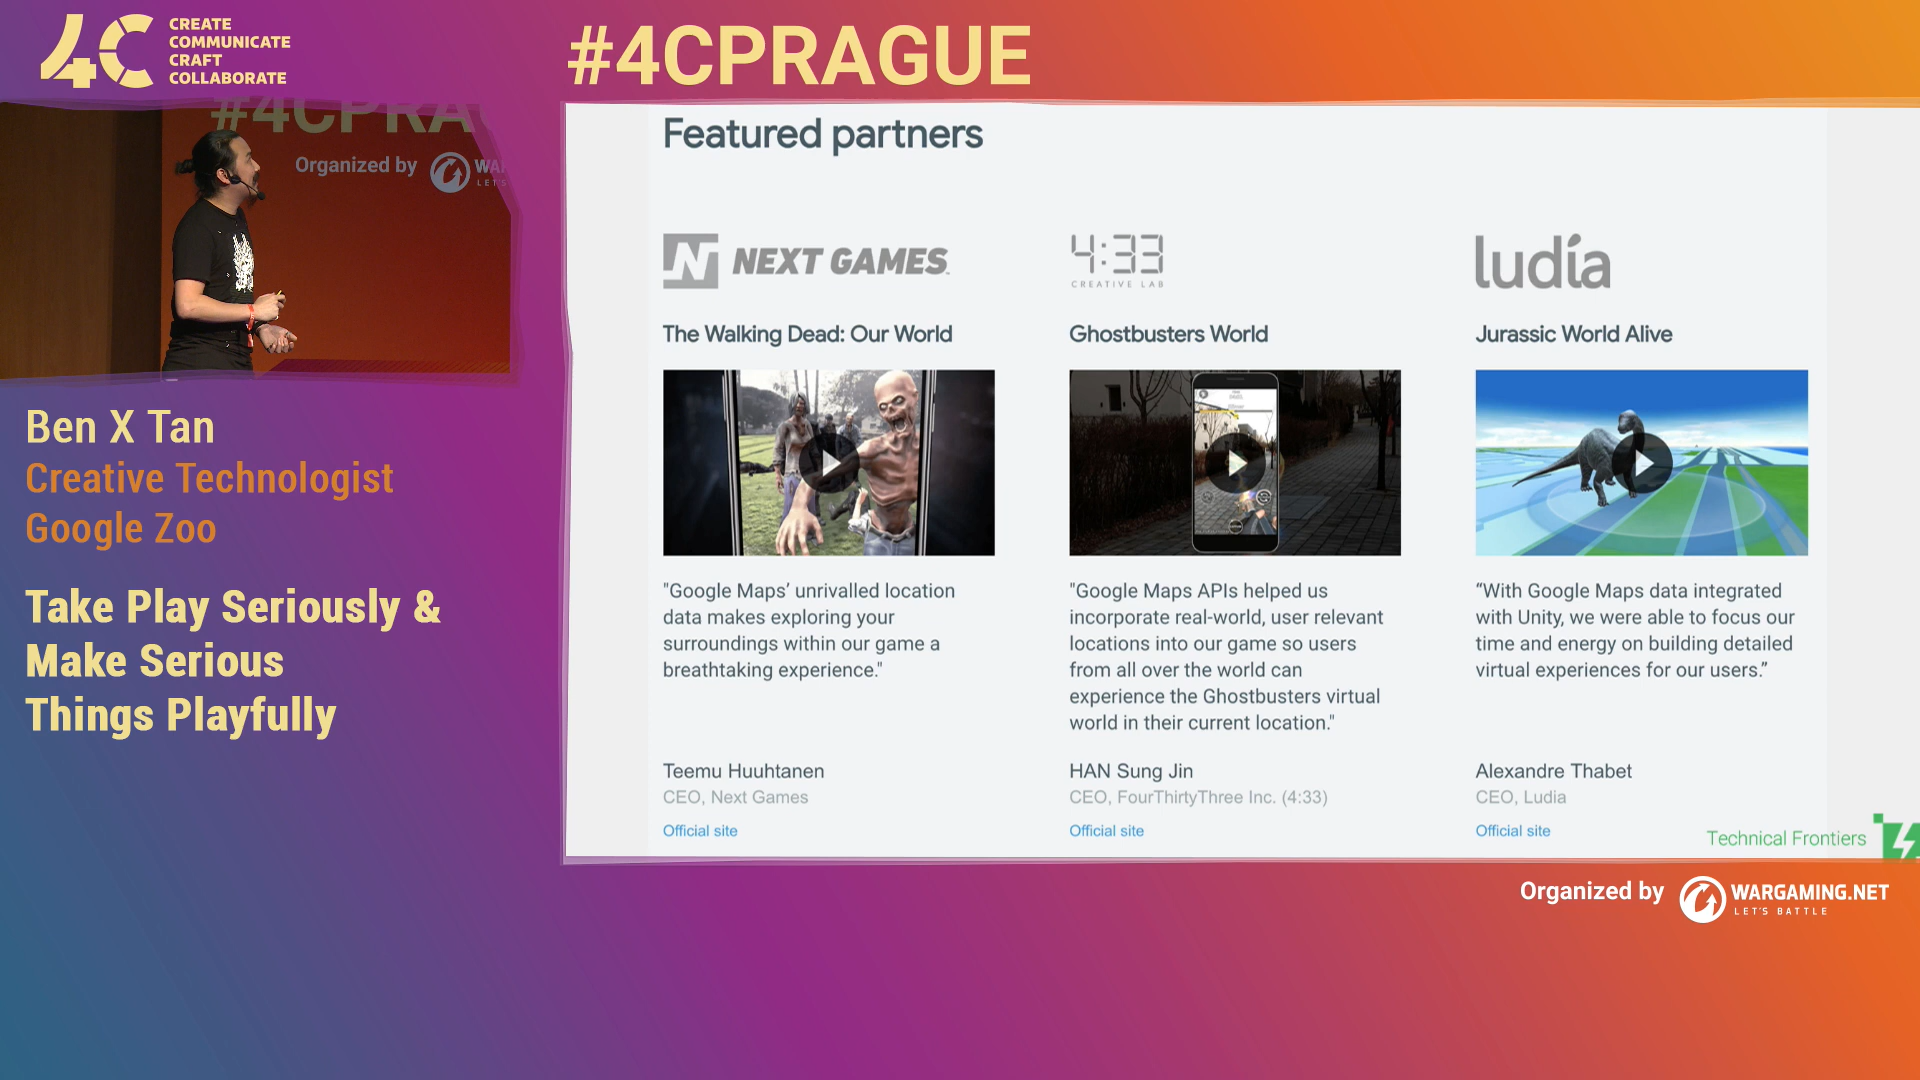 4C
CREATE
COMMUNICATE
CRAFT
COLLABORATE
#4CPRAGUE
#4CPRA
Organized by
WAR
LETS
Ben X Tan
Creative Technologist
Google Zoo
Take Play Seriously &
Make Serious
Things Playfully
Featured partners
NEXT GAMES
The Walking Dead: Our World
"Google Maps’ unrivalled location
data makes exploring your
surroundings within our game a
breathtaking experience."
Teemu Huuhtanen
CEO, Next Games
Official site
4:33
CREATIVE LAB
Ghostbusters World
"Google Maps APIs helped us
incorporate real-world, user relevant
locations into our game so users
from all over the world can
experience the Ghostbusters virtual
world in their current location."
HAN Sung Jin
CEO, FourThirtyThree Inc. (4:33)
Official site
ludia
Jurassic World Alive
“With Google Maps data integrated
with Unity, we were able to focus our
time and energy on building detailed
virtual experiences for our users.”
Alexandre Thabet
CEO, Ludia
Official site
Technical Frontiers
Organized by
WARGAMING.NET
LET'S BATTLE